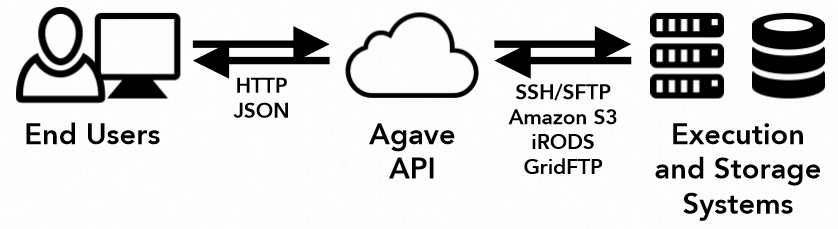 End Users
HTTP
JSON
Agave
API
SSH/SFTP
Amazon S3
iRODS
GridFTP
Execution
and Storage
Systems